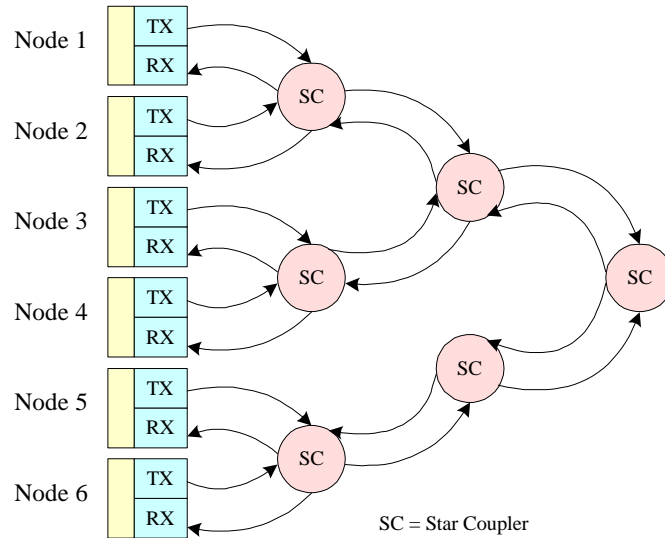 Node 1
TX
RX
SC
Node 2
TX
RX
SC
Node 3
TX
RX
SC
SC
Node 4
TX
RX
SC
Node 5
TX
RX
SC
Node 6
TX
RX
SC = Star Coupler